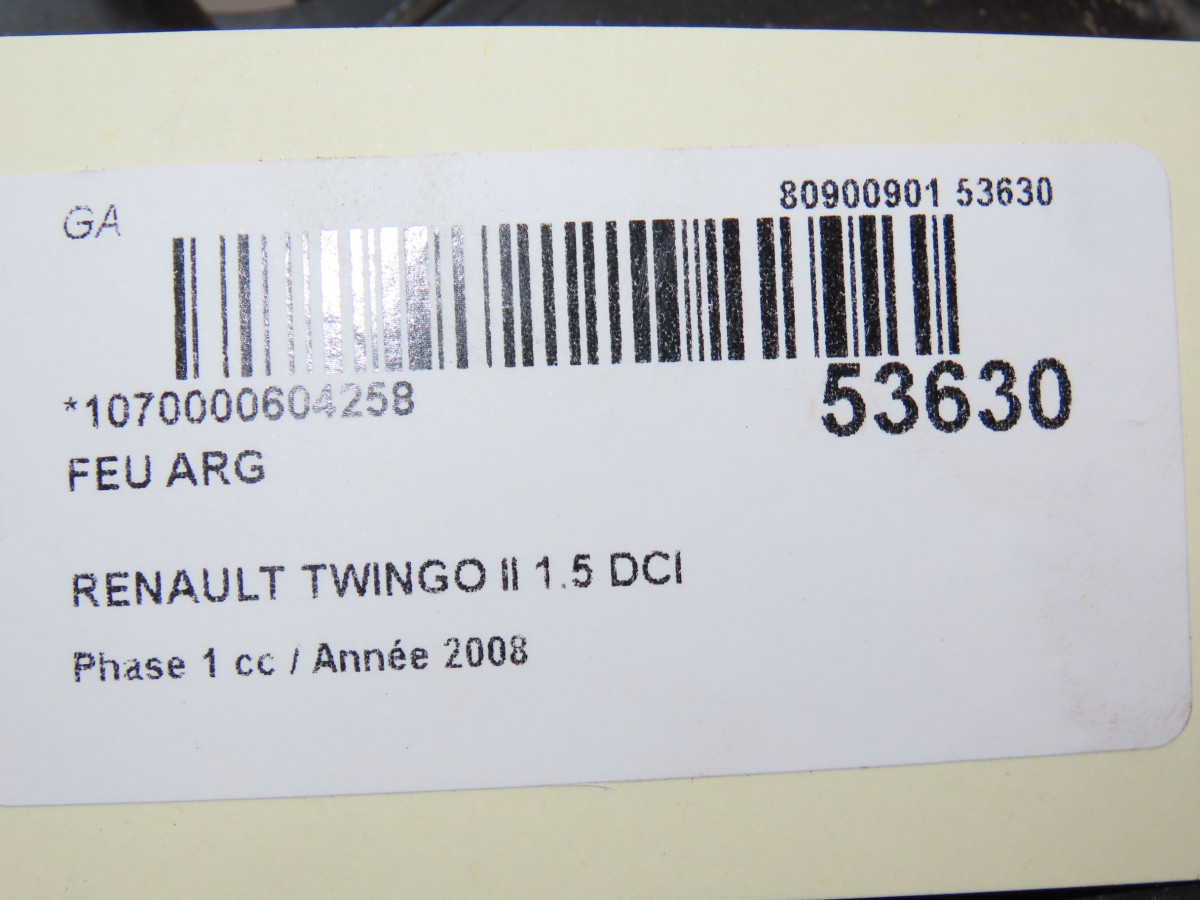 GA
80900901 53630
*1070000604258
53630
FEU ARG
RENAULT TWINGO II 1.5 DCI
Phase 1 cc / Année 2008